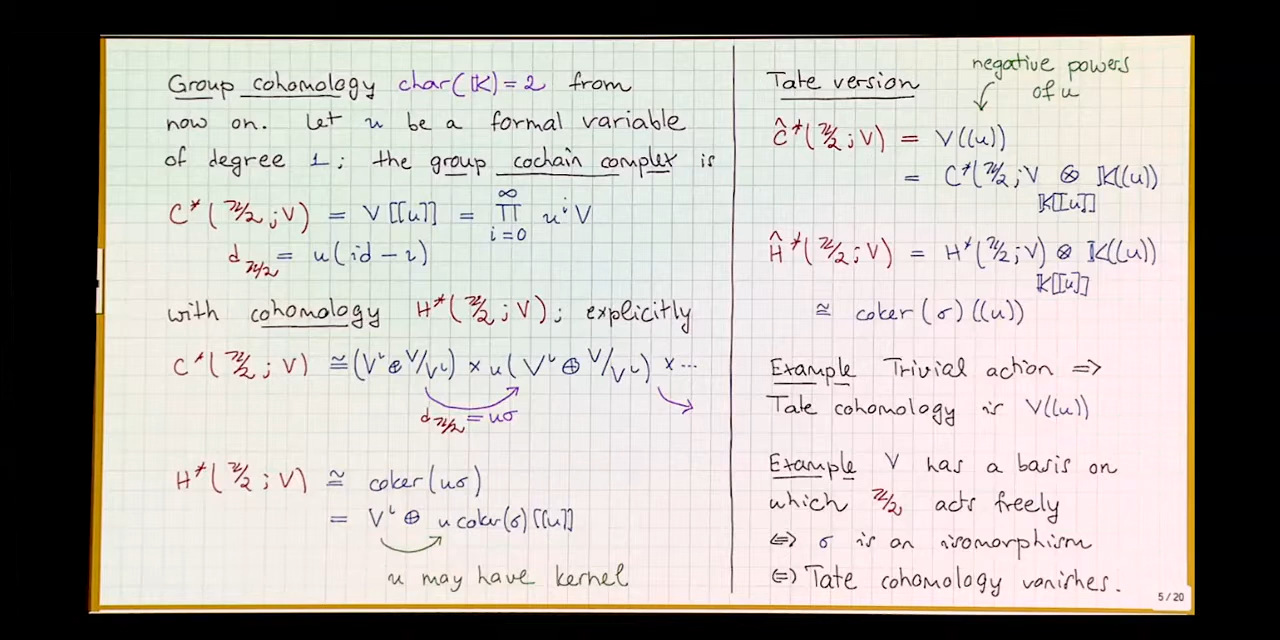 Group cohomology char(𝕂)=2 from
now on. Let u be a formal variable
of degree 1; the group cochain complex is
C*(ℤ/2;V) = V[[u]] = ∏_{i=0}^{∞} uⁱV
d_{ℤ/2} = u(id - ι)
with cohomology H*(ℤ/2;V); explicitly
C*(ℤ/2;V) ≅ (V^ι ⊕ V/V^ι) × u(V^ι ⊕ V/V^ι) × ...
d_{ℤ/2} = uσ
H*(ℤ/2;V) ≅ coker(uσ)
= V^ι ⊕ u coker(σ)[[u]]
u may have kernel
Tate version
negative powers
of u
Ĉ*(ℤ/2;V) = V((u))
= C*(ℤ/2;V ⊗_{𝕂[[u]]} 𝕂((u))
Ĥ*(ℤ/2;V) = H*(ℤ/2;V) ⊗_{𝕂[[u]]} 𝕂((u))
≅ coker(σ)((u))
Example Trivial action ⇒
Tate cohomology is V((u))
Example V has a basis on
which ℤ/2 acts freely
⇔ σ is an isomorphism
⇔ Tate cohomology vanishes.
5/20